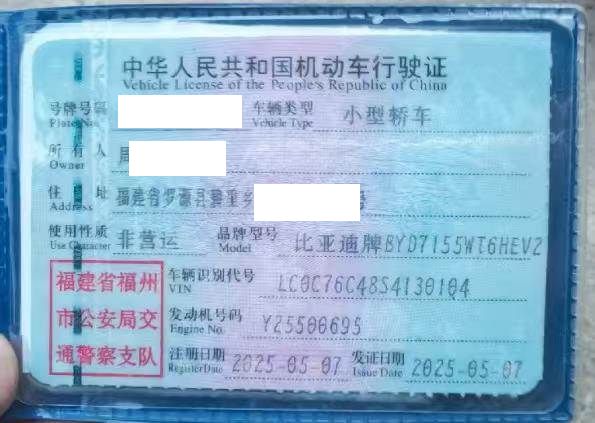 中华人民共和国机动车行驶证
Vehicle License of the People's Republic of China
号牌号码 车辆类型 小型轿车
Plate No. Vehicle Type
所有人 周
Owner
住址 福建省罗源县 号
Address
使用性质 非营运 品牌型号 比亚迪牌BYD7155WT6HEV2
Use Character Model
福建省福州 车辆识别代号 LC0C76C48S4130104
VIN
市公安局交 发动机号码 YZ5500695
Engine No.
通警察支队 注册日期 2025-05-07 发证日期 2025-05-07
Register Date Issue Date